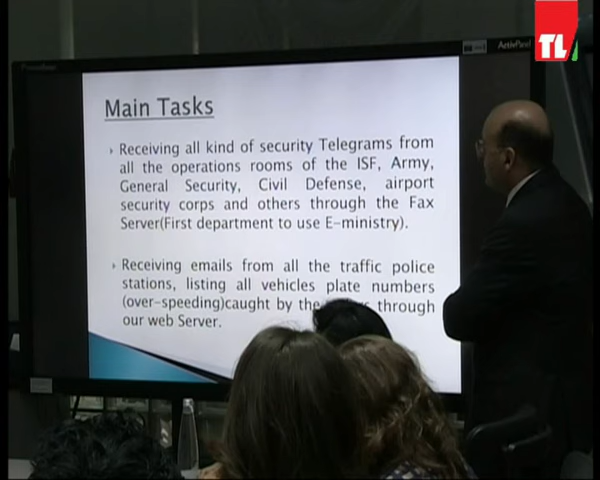 TL
ActivPanel
Main Tasks
Receiving all kind of security Telegrams from
all the operations rooms of the ISF, Army,
General Security, Civil Defense, airport
security corps and others through the Fax
Server(First department to use E-ministry).
Receiving emails from all the traffic police
stations, listing all vehicles plate numbers
(over-speeding)caught by the through
our web Server.